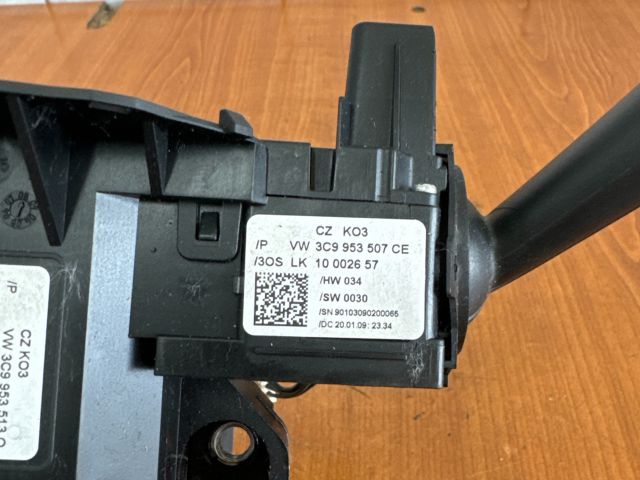 CZ KO3
/P VW 3C9 953 507 CE
/3OS LK 10 0026 57
/HW 034
/SW 0030
/SN 90103090200065
/DC 20.01.09; 23.34
CZ KO3
/P VW 3C9 953 513